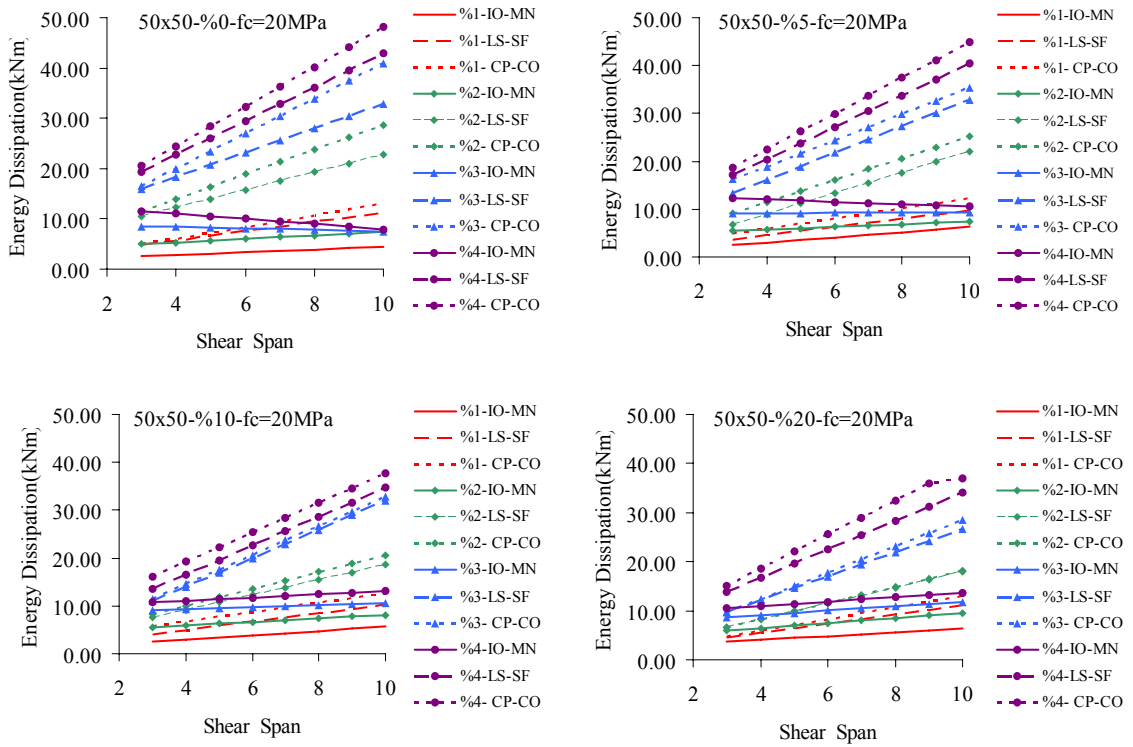 50x50-%0-fc=20MPa
Energy Dissipation(kNm)
50.00
40.00
30.00
20.00
10.00
0.00
2 4 6 8 10
Shear Span
%1-IO-MN
%1-LS-SF
%1- CP-CO
%2-IO-MN
%2-LS-SF
%2- CP-CO
%3-IO-MN
%3-LS-SF
%3- CP-CO
%4-IO-MN
%4-LS-SF
%4- CP-CO
50x50-%5-fc=20MPa
Energy Dissipation(kNm)
50.00
40.00
30.00
20.00
10.00
0.00
2 4 6 8 10
Shear Span
%1-IO-MN
%1-LS-SF
%1- CP-CO
%2-IO-MN
%2-LS-SF
%2- CP-CO
%3-IO-MN
%3-LS-SF
%3- CP-CO
%4-IO-MN
%4-LS-SF
%4- CP-CO
50x50-%10-fc=20MPa
Energy Dissipation(kNm)
50.00
40.00
30.00
20.00
10.00
0.00
2 4 6 8 10
Shear Span
%1-IO-MN
%1-LS-SF
%1- CP-CO
%2-IO-MN
%2-LS-SF
%2- CP-CO
%3-IO-MN
%3-LS-SF
%3- CP-CO
%4-IO-MN
%4-LS-SF
%4- CP-CO
50x50-%20-fc=20MPa
Energy Dissipation(kNm)
50.00
40.00
30.00
20.00
10.00
0.00
2 4 6 8 10
Shear Span
%1-IO-MN
%1-LS-SF
%1- CP-CO
%2-IO-MN
%2-LS-SF
%2- CP-CO
%3-IO-MN
%3-LS-SF
%3- CP-CO
%4-IO-MN
%4-LS-SF
%4- CP-CO